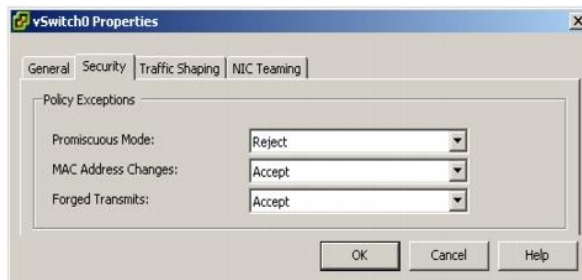 vSwitch0 Properties
General Security Traffic Shaping NIC Teaming
Policy Exceptions
Promiscuous Mode: Reject
MAC Address Changes: Accept
Forged Transmits: Accept
OK Cancel Help